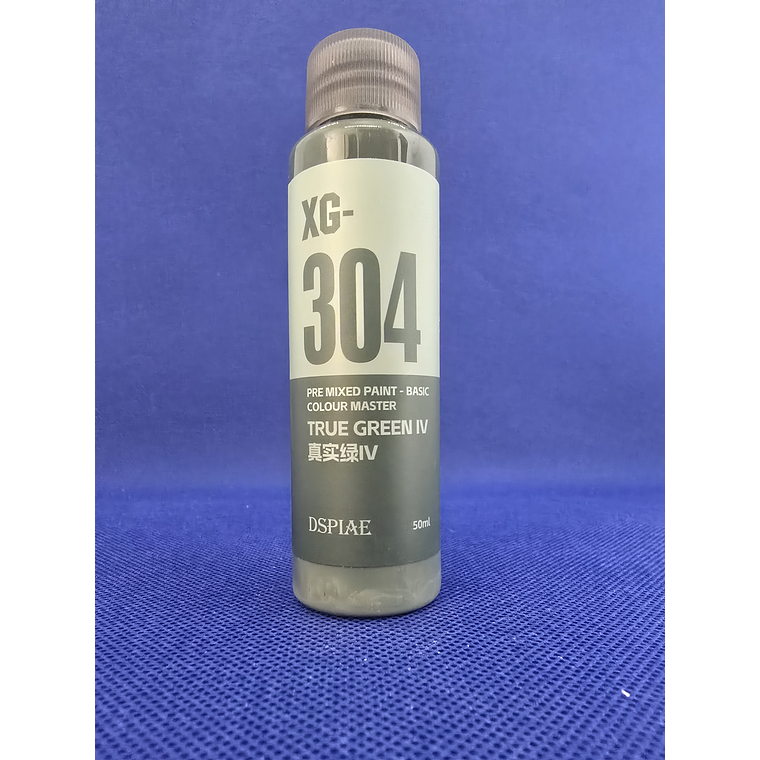 XG-
304
PRE MIXED PAINT - BASIC
COLOUR MASTER
TRUE GREEN IV
真实绿IV
DSPIAE 50ml